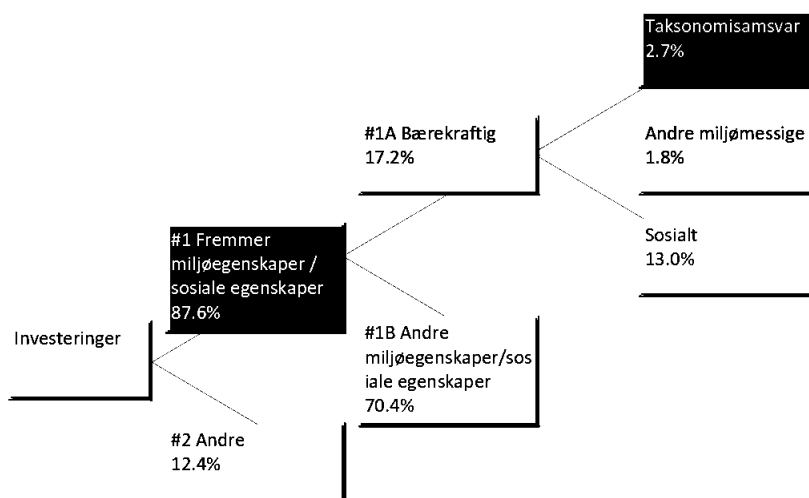 Taksonomisamsvar
2.7%
#1A Bærekraftig
17.2%
Andre miljømessige
1.8%
#1 Fremmer
miljøegenskaper /
sosiale egenskaper
87.6%
Sosialt
13.0%
Investeringer
#1B Andre
miljøegenskaper/sos
iale egenskaper
70.4%
#2 Andre
12.4%